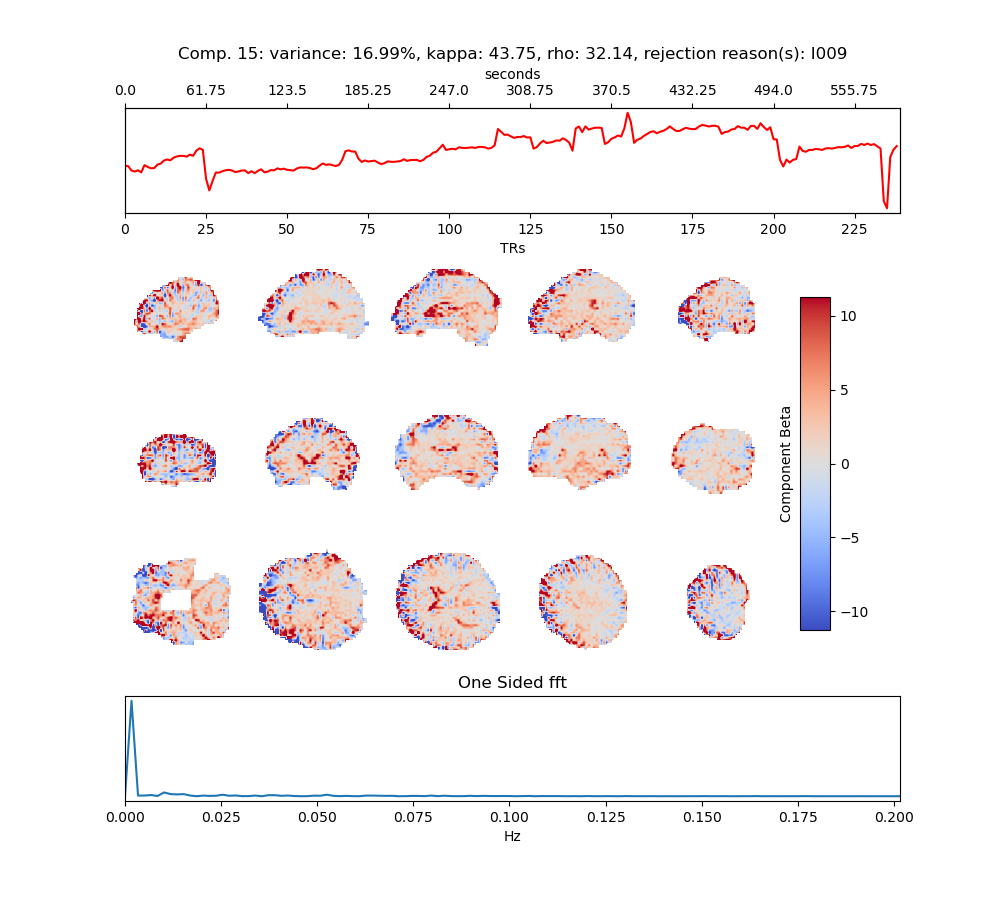 Comp. 15: variance: 16.99%, kappa: 43.75, rho: 32.14, rejection reason(s): I009
seconds
0.0 61.75 123.5 185.25 247.0 308.75 370.5 432.25 494.0 555.75
0 25 50 75 100 125 150 175 200 225
TRs
10
5
0
−5
−10
Component Beta
One Sided fft
0.000 0.025 0.050 0.075 0.100 0.125 0.150 0.175 0.200
Hz